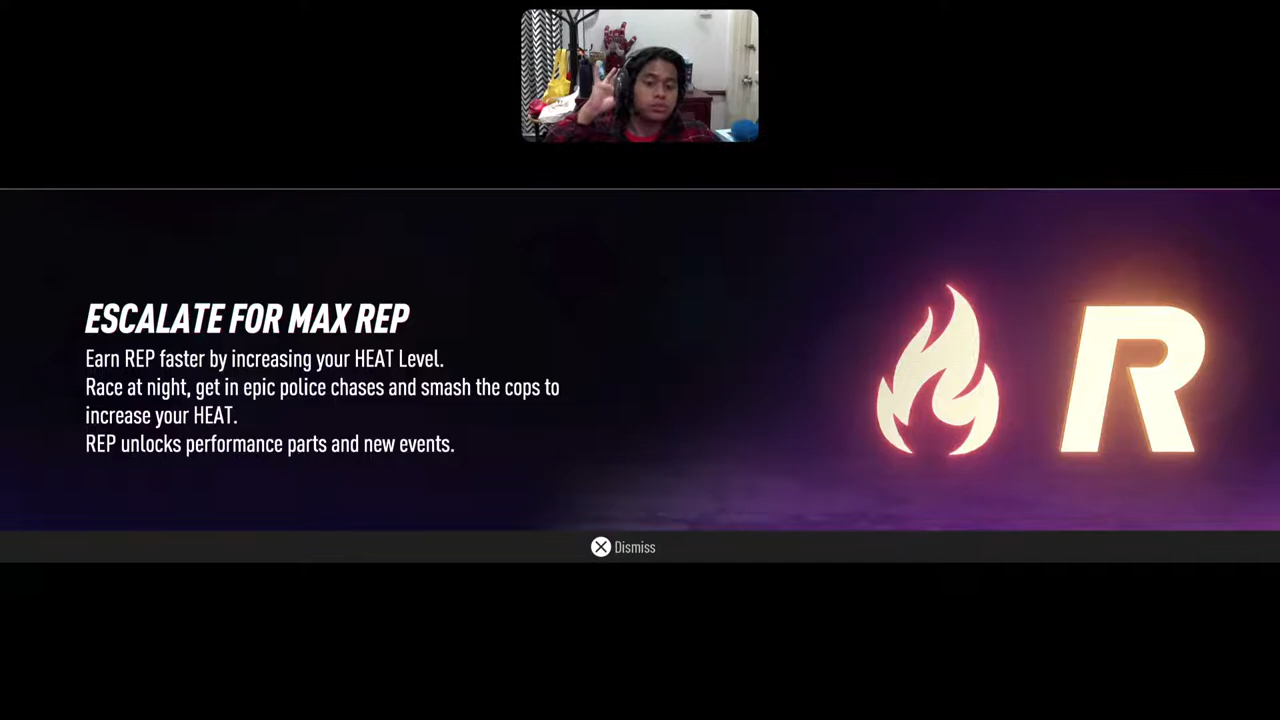 ESCALATE FOR MAX REP
Earn REP faster by increasing your HEAT Level.
Race at night, get in epic police chases and smash the cops to
increase your HEAT.
REP unlocks performance parts and new events.
R
Dismiss